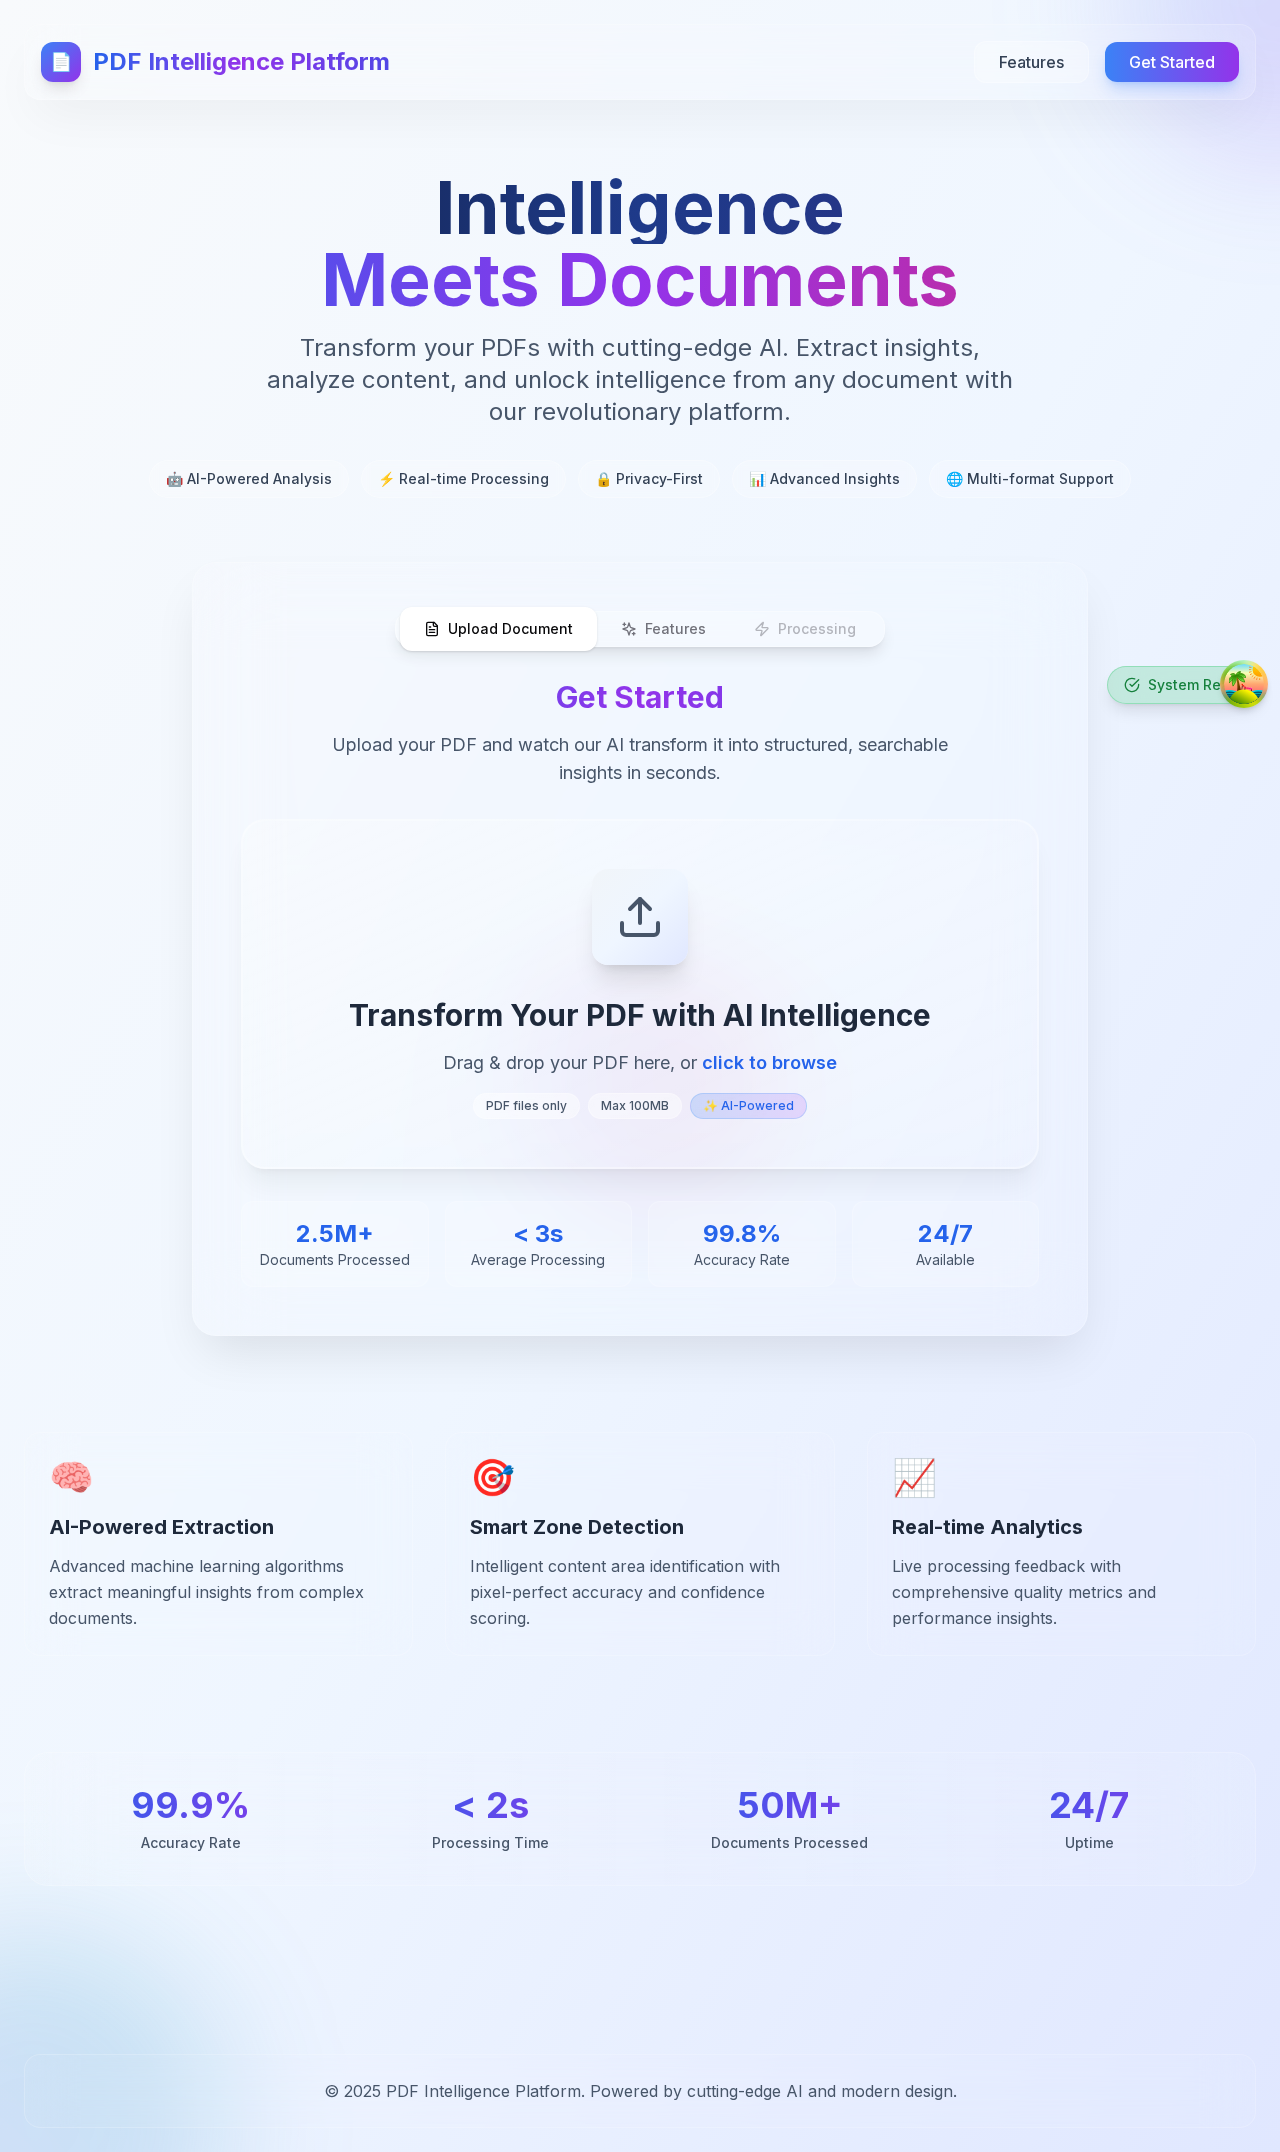 PDF Intelligence Platform
Features
Get Started
Intelligence
Meets Documents
Transform your PDFs with cutting-edge AI. Extract insights,
analyze content, and unlock intelligence from any document with
our revolutionary platform.
🤖 AI-Powered Analysis
⚡ Real-time Processing
🔒 Privacy-First
📊 Advanced Insights
🌐 Multi-format Support
Upload Document
Features
Processing
System Re
Get Started
Upload your PDF and watch our AI transform it into structured, searchable
insights in seconds.
Transform Your PDF with AI Intelligence
Drag & drop your PDF here, or click to browse
PDF files only
Max 100MB
✨ AI-Powered
2.5M+
Documents Processed
< 3s
Average Processing
99.8%
Accuracy Rate
24/7
Available
AI-Powered Extraction
Advanced machine learning algorithms
extract meaningful insights from complex
documents.
Smart Zone Detection
Intelligent content area identification with
pixel-perfect accuracy and confidence
scoring.
Real-time Analytics
Live processing feedback with
comprehensive quality metrics and
performance insights.
99.9%
Accuracy Rate
< 2s
Processing Time
50M+
Documents Processed
24/7
Uptime
© 2025 PDF Intelligence Platform. Powered by cutting-edge AI and modern design.